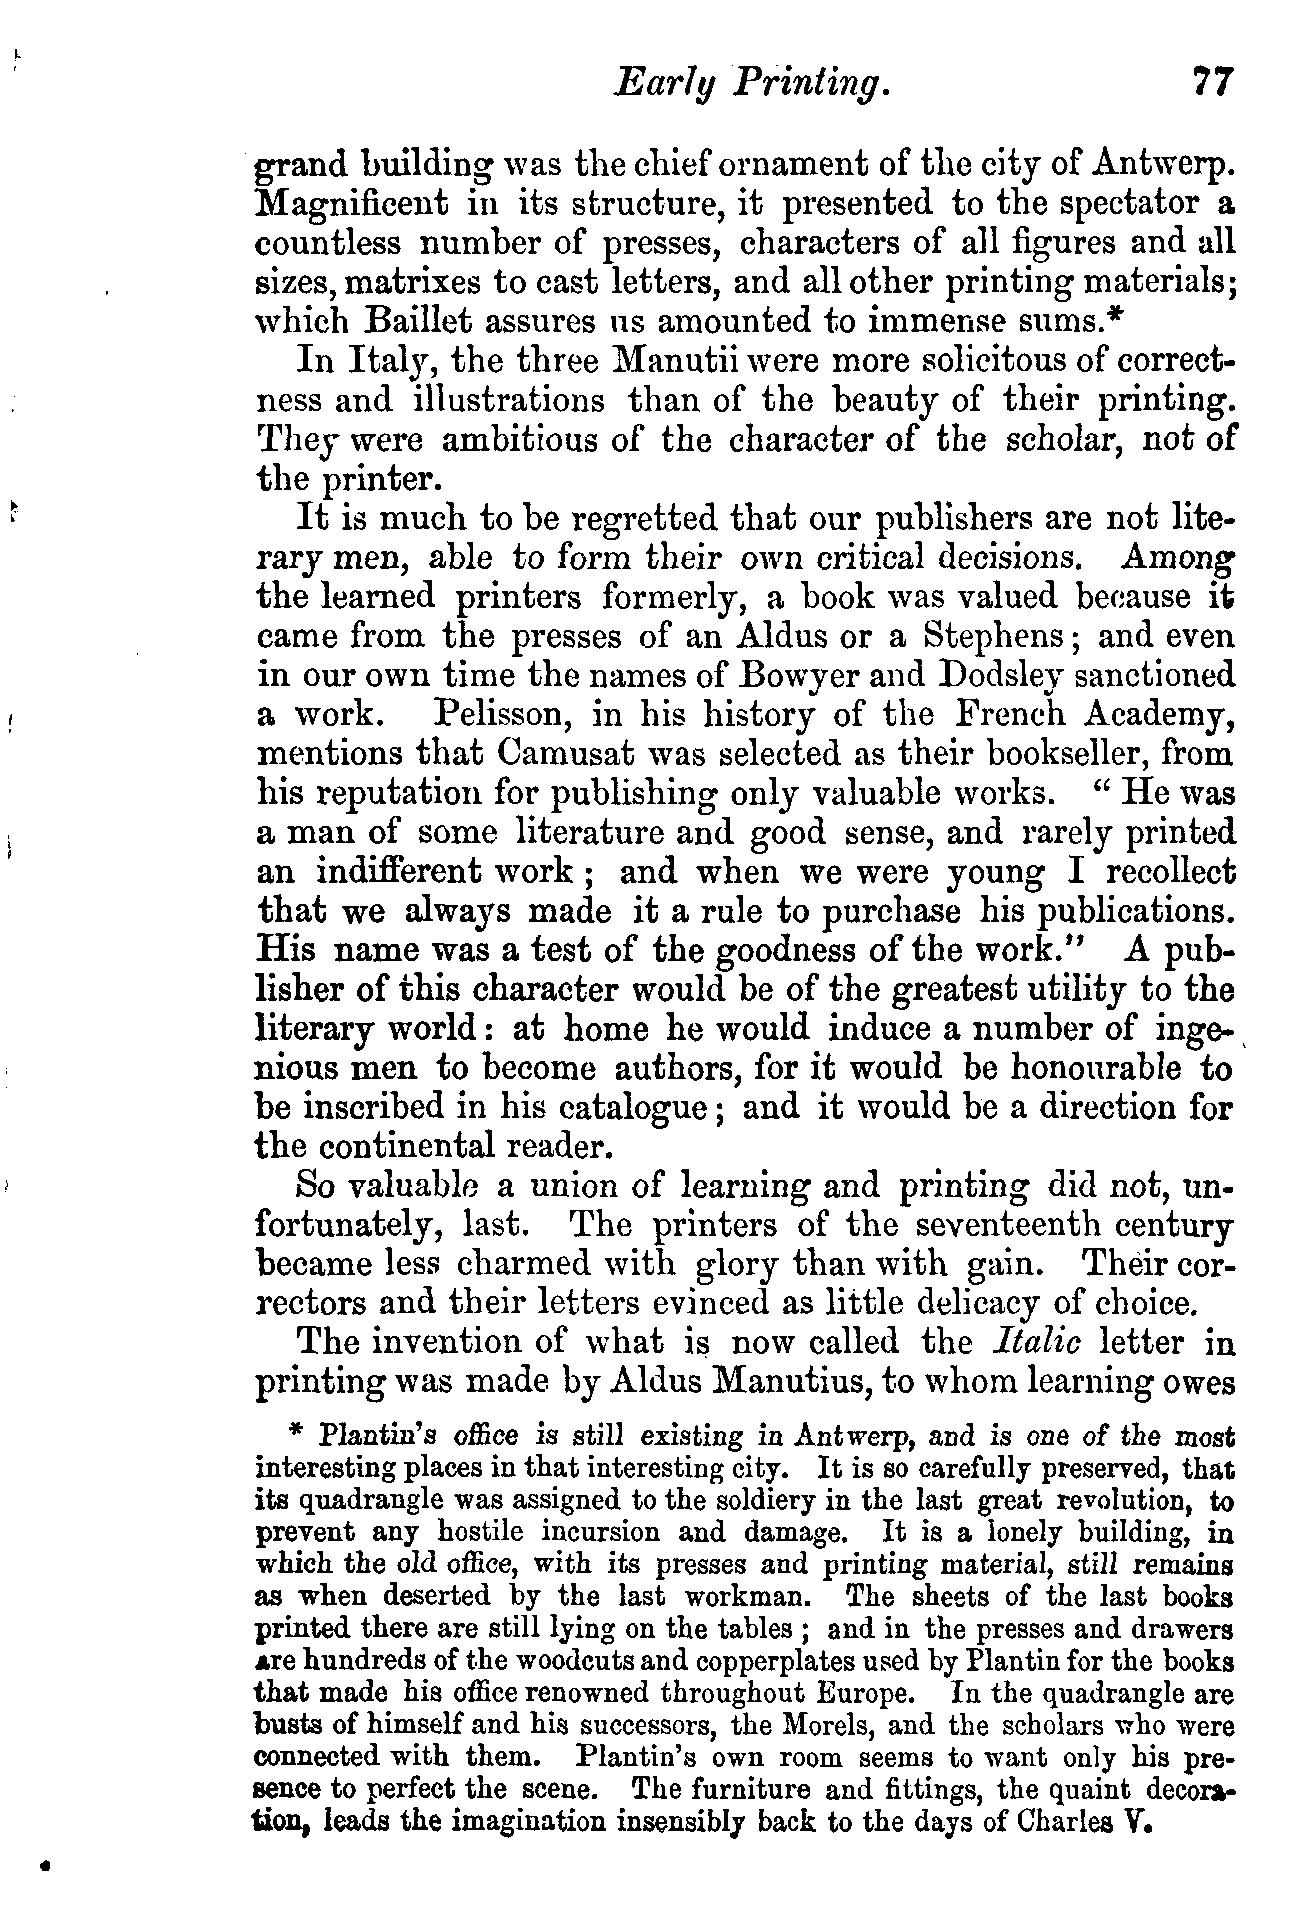 Early Printing. 77
grand building was the chief ornament of the city of Antwerp.
Magnificent in its structure, it presented to the spectator a
countless number of presses, characters of all figures and all
sizes, matrixes to cast letters, and all other printing materials;
which Baillet assures us amounted to immense sums.*
In Italy, the three Manutii were more solicitous of correct-
ness and illustrations than of the beauty of their printing.
They were ambitious of the character of the scholar, not of
the printer.
It is much to be regretted that our publishers are not lite-
rary men, able to form their own critical decisions. Among
the learned printers formerly, a book was valued because it
came from the presses of an Aldus or a Stephens; and even
in our own time the names of Bowyer and Dodsley sanctioned
a work. Pelisson, in his history of the French Academy,
mentions that Camusat was selected as their bookseller, from
his reputation for publishing only valuable works. “He was
a man of some literature and good sense, and rarely printed
an indifferent work; and when we were young I recollect
that we always made it a rule to purchase his publications.
His name was a test of the goodness of the work.” A pub-
lisher of this character would be of the greatest utility to the
literary world: at home he would induce a number of inge-
nious men to become authors, for it would be honourable to
be inscribed in his catalogue; and it would be a direction for
the continental reader.
So valuable a union of learning and printing did not, un-
fortunately, last. The printers of the seventeenth century
became less charmed with glory than with gain. Their cor-
rectors and their letters evinced as little delicacy of choice.
The invention of what is now called the Italic letter in
printing was made by Aldus Manutius, to whom learning owes
* Plantin's office is still existing in Antwerp, and is one of the most
interesting places in that interesting city. It is so carefully preserved, that
its quadrangle was assigned to the soldiery in the last great revolution, to
prevent any hostile incursion and damage. It is a lonely building, in
which the old office, with its presses and printing material, still remains
as when deserted by the last workman. The sheets of the last books
printed there are still lying on the tables; and in the presses and drawers
are hundreds of the woodcuts and copperplates used by Plantin for the books
that made his office renowned throughout Europe. In the quadrangle are
busts of himself and his successors, the Morels, and the scholars who were
connected with them. Plantin's own room seems to want only his pre-
sence to perfect the scene. The furniture and fittings, the quaint decora-
tion, leads the imagination insensibly back to the days of Charles V.